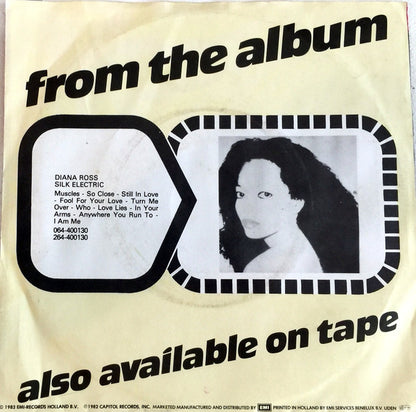 from the album
DIANA ROSS
SILK ELECTRIC
Muscles - So Close - Still In Love
- Fool For Your Love - Turn Me
Over - Who - Love Lies - In Your
Arms - Anywhere You Run To -
I Am Me
064-400130
264-400130
also available on tape
© 1982 EMI-RECORDS HOLLAND B.V. ℗1982 CAPITOL RECORDS, INC. MARKETED MANUFACTURED AND DISTRIBUTED BY EMI PRINTED IN HOLLAND BY EMI SERVICES BENELUX B.V. UDEN